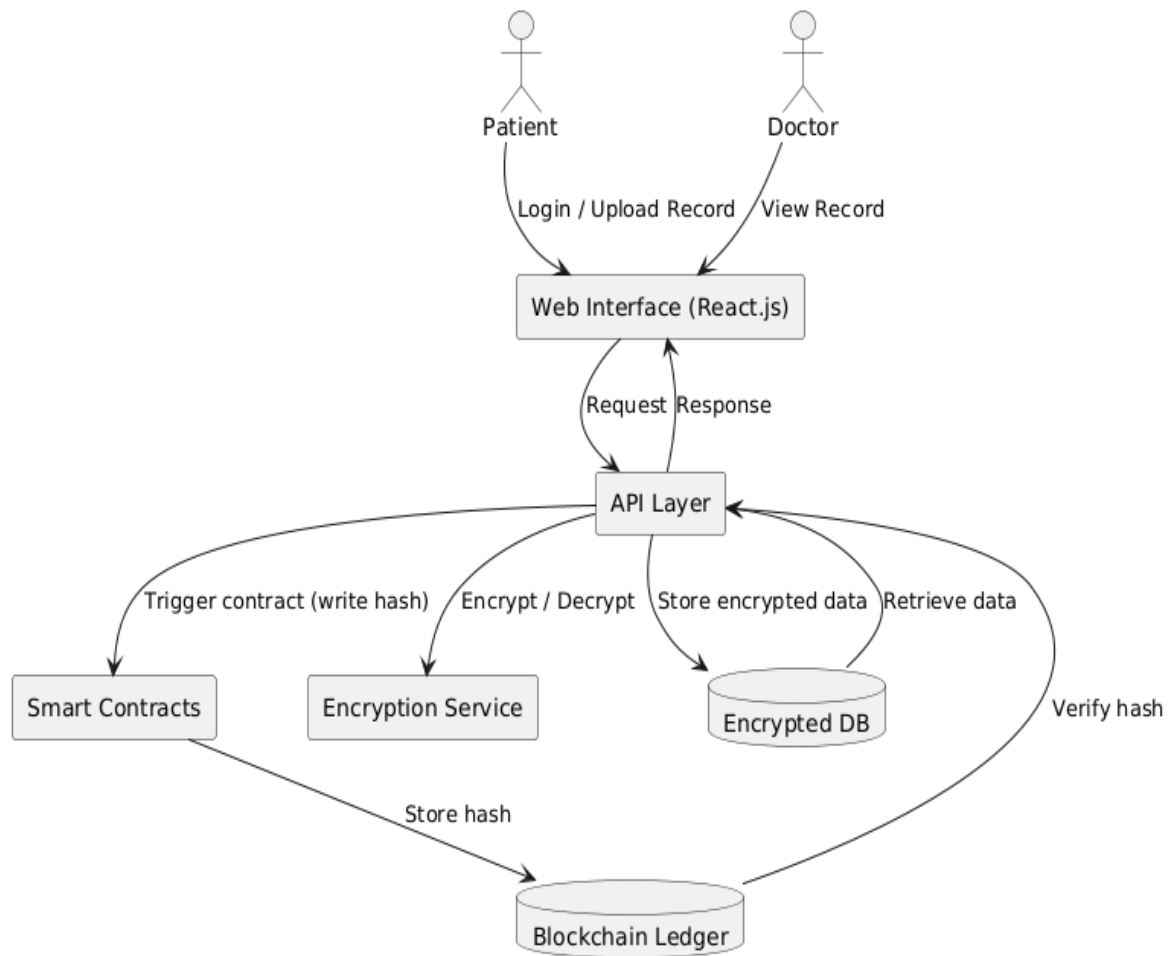 Patient
Doctor
Login / Upload Record
View Record
Web Interface (React.js)
Request
Response
API Layer
Trigger contract (write hash)
Encrypt / Decrypt
Store encrypted data
Retrieve data
Smart Contracts
Encryption Service
Encrypted DB
Verify hash
Store hash
Blockchain Ledger